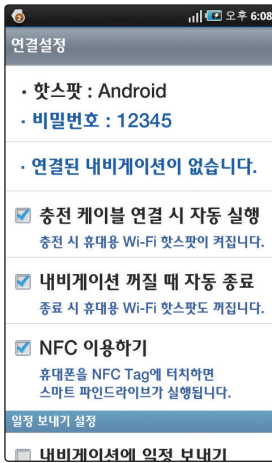 오후 6:08
연결설정
· 핫스팟 : Android
· 비밀번호 : 12345
· 연결된 내비게이션이 없습니다.
충전 케이블 연결 시 자동 실행
충전 시 휴대용 Wi-Fi 핫스팟이 켜집니다.
내비게이션 꺼질 때 자동 종료
종료 시 휴대용 Wi-Fi 핫스팟도 꺼집니다.
NFC 이용하기
휴대폰을 NFC Tag에 터치하면
스마트 파인드라이브가 실행됩니다.
일정 보내기 설정
내비게이션에 일정 보내기